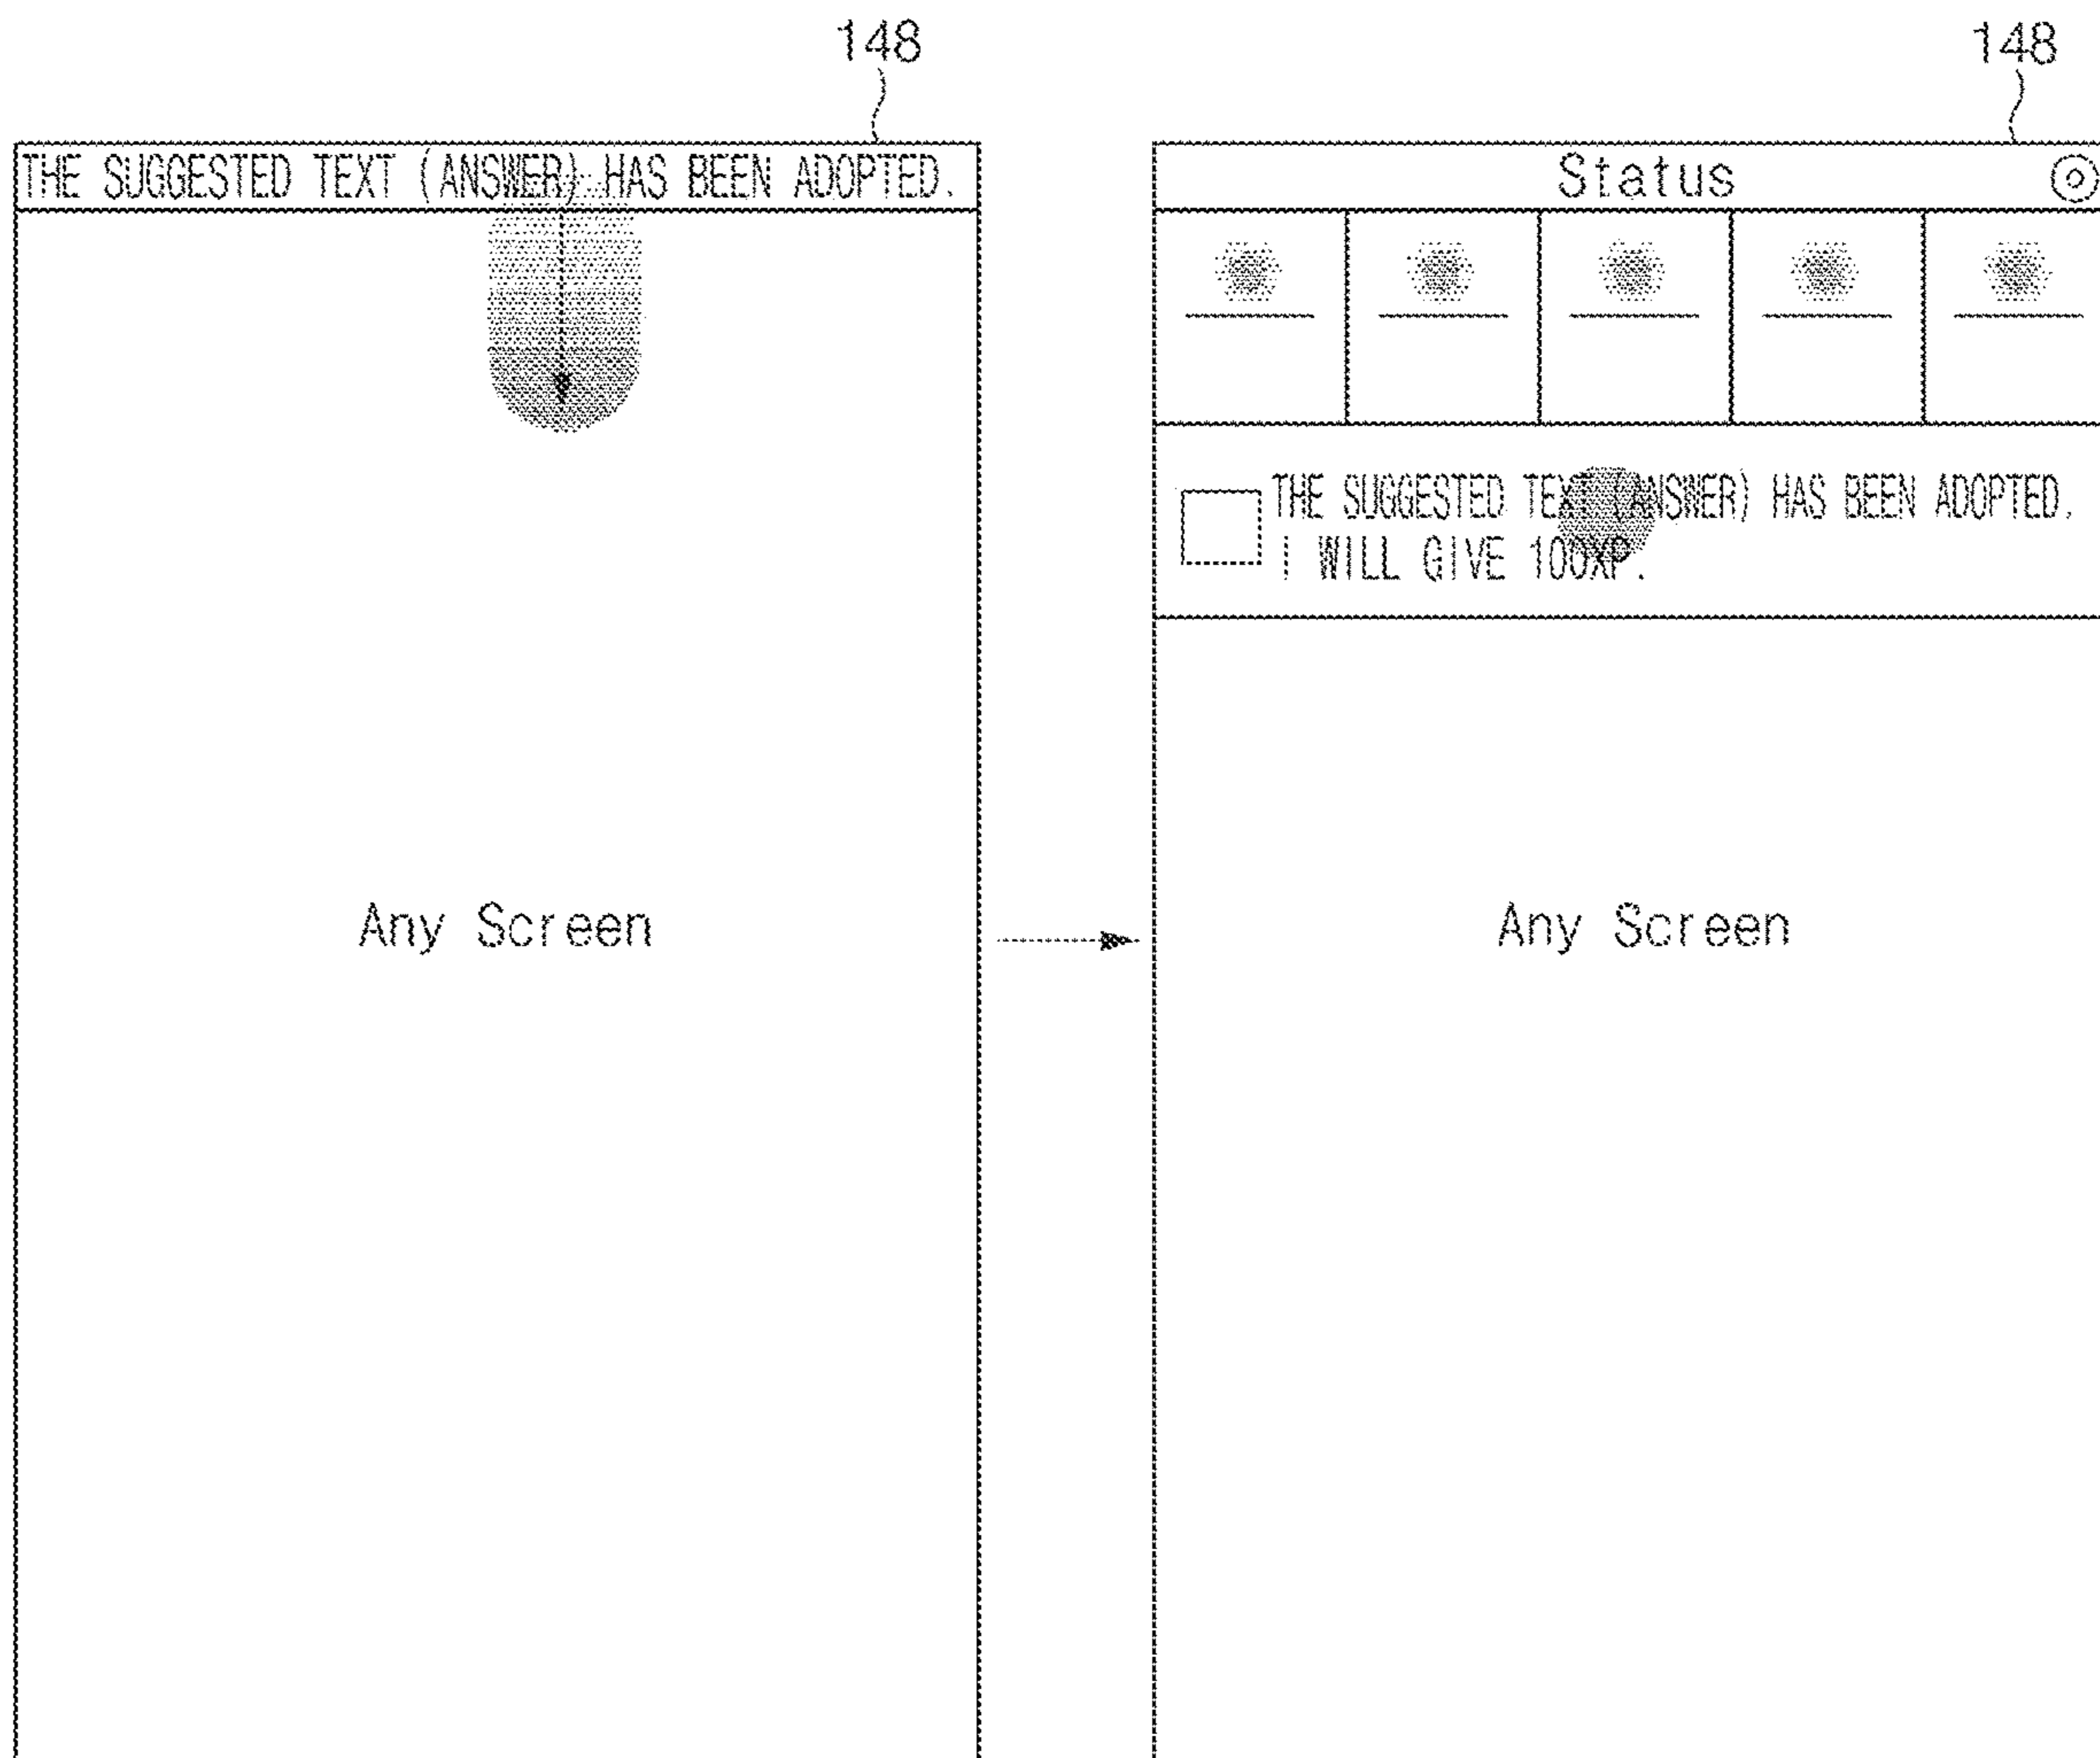 148
THE SUGGESTED TEXT (ANSWER) HAS BEEN ADOPTED.
Any Screen
148
Status
THE SUGGESTED TEXT (ANSWER) HAS BEEN ADOPTED.
I WILL GIVE 100XP.
Any Screen